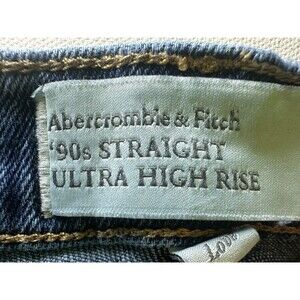 Abercrombie & Fitch
'90s STRAIGHT
ULTRA HIGH RISE